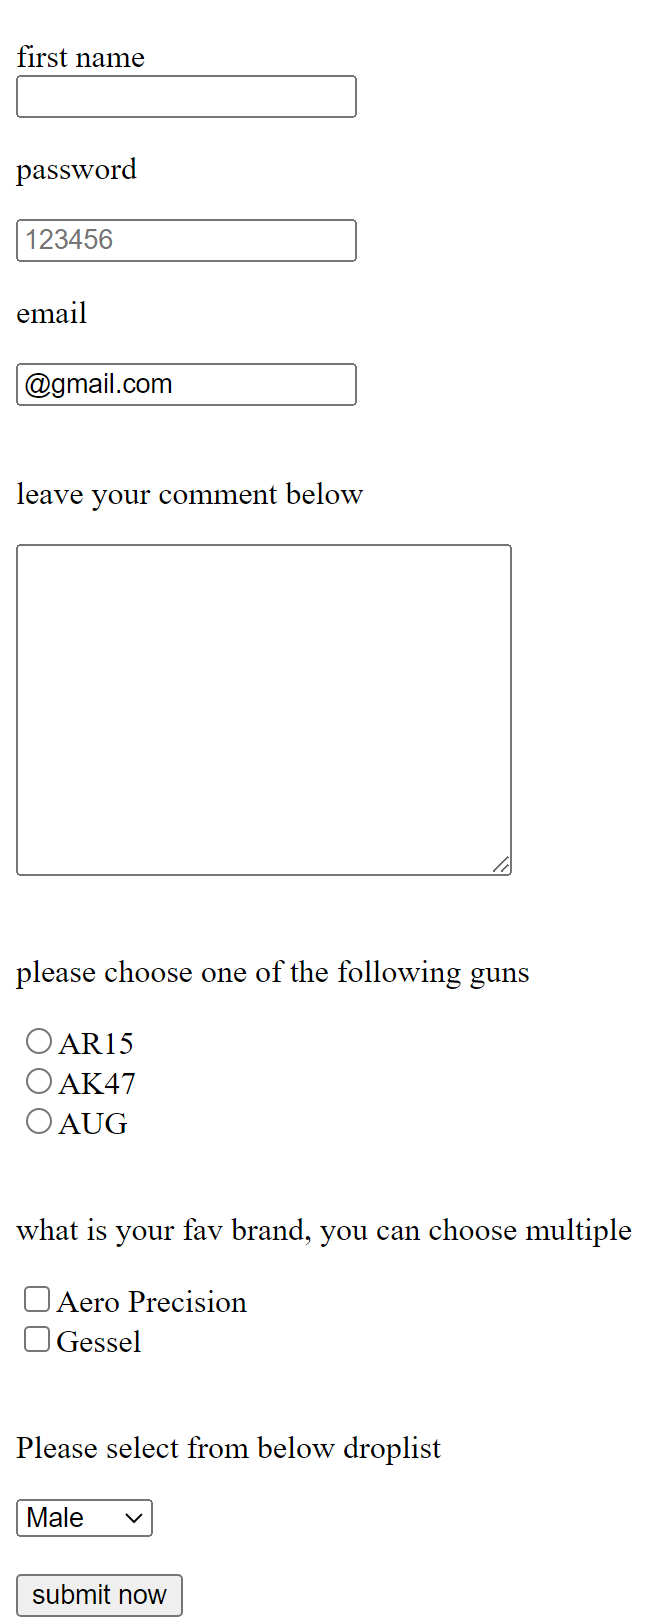 first name
password
123456
email
@gmail.com
leave your comment below
please choose one of the following guns
AR15
AK47
AUG
what is your fav brand, you can choose multiple
Aero Precision
Gessel
Please select from below droplist
Male
submit now